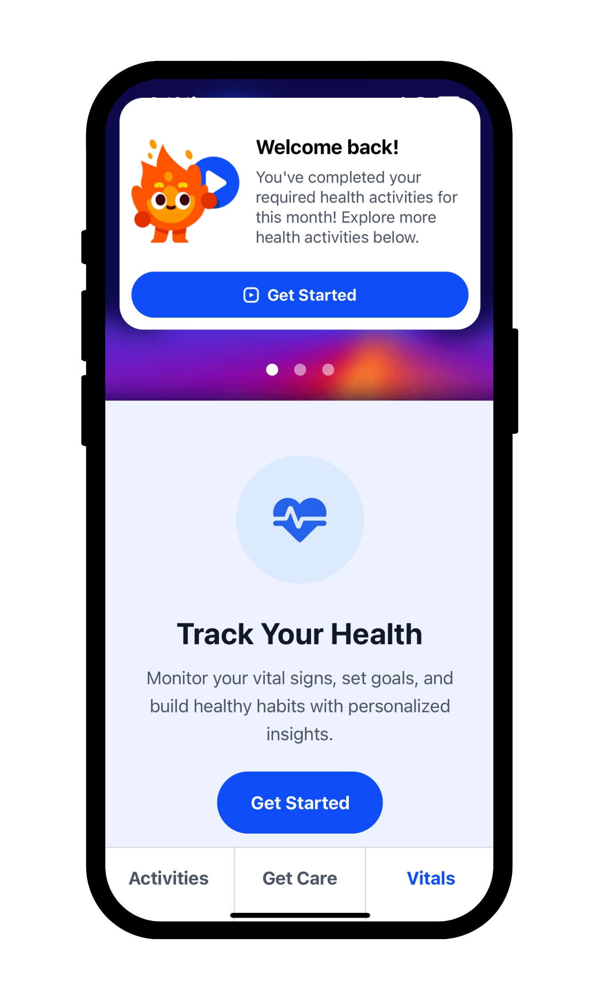 Welcome back!
You've completed your
required health activities for
this month! Explore more
health activities below.
Get Started
Track Your Health
Monitor your vital signs, set goals, and
build healthy habits with personalized
insights.
Get Started
Activities
Get Care
Vitals